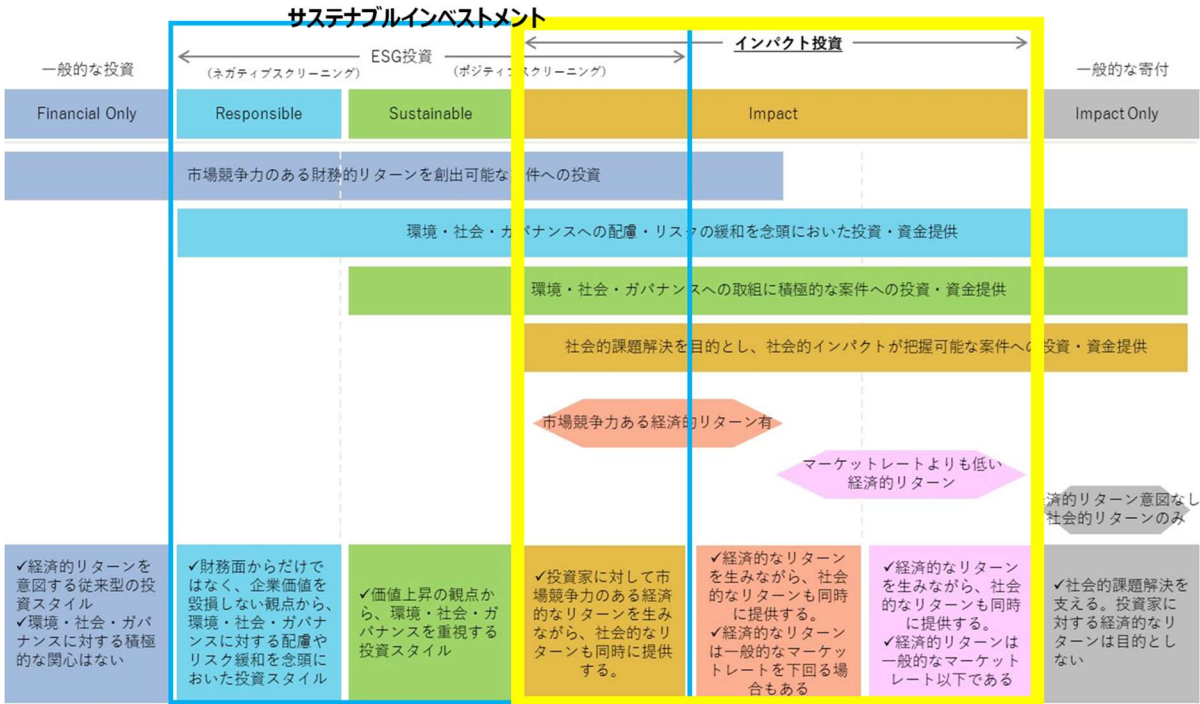 サステナブルインベストメント
インパクト投資
ESG投資
一般的な投資
(ネガティブスクリーニング)
(ポジティブスクリーニング)
一般的な寄付
Financial Only
Responsible
Sustainable
Impact
Impact Only
市場競争力のある財務的リターンを創出可能な案件への投資
環境・社会・ガバナンスへの配慮・リスクの緩和を念頭においた投資・資金提供
環境・社会・ガバナンスへの取組に積極的な案件への投資・資金提供
社会的課題解決を目的とし、社会的インパクトが把握可能な案件への投資・資金提供
市場競争力ある経済的リターン有
マーケットレートよりも低い
経済的リターン
済的リターン意図なし
社会的リターンのみ
✓経済的リターンを
意図する従来型の投
資スタイル
✓環境・社会・ガバ
ナンスに対する積極
的な関心はない
✓財務面からだけで
はなく、企業価値を
毀損しない観点から、
環境・社会・ガバナ
ンスに対する配慮や
リスク緩和を念頭に
おいた投資スタイル
✓価値上昇の観点か
ら、環境・社会・ガ
バナンスを重視する
投資スタイル
✓投資家に対して市
場競争力のある経済
的なリターンを生み
ながら、社会的なリ
ターンも同時に提供
する。
✓経済的なリターン
を生みながら、社会
的なリターンも同時
に提供する。
✓経済的なリターン
は一般的なマーケッ
トレートを下回る場
合もある
✓経済的なリターン
を生みながら、社会
的なリターンも同時
に提供する。
✓経済的リターンは
一般的なマーケット
レート以下である
✓社会的課題解決を
支える。投資家に
対する経済的なリ
ターンは目的とし
ない